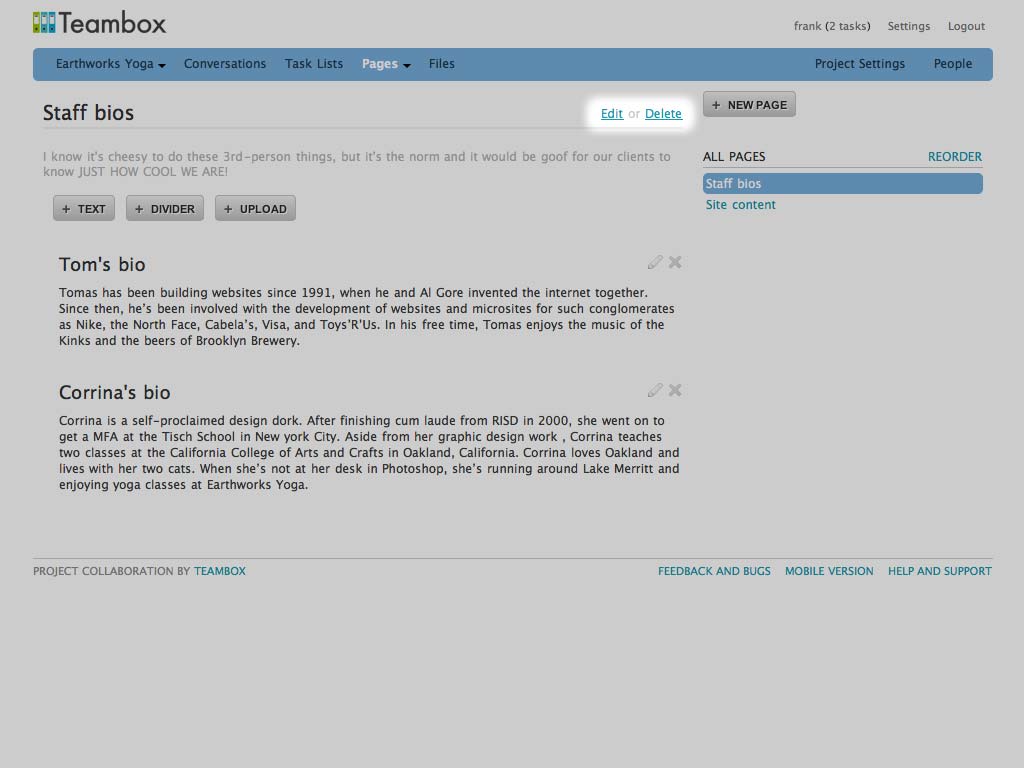 Teambox
frank (2 tasks) Settings Logout
Earthworks Yoga Conversations Task Lists Pages Files Project Settings People
Staff bios
Edit or Delete
+ NEW PAGE
I know it's cheesy to do these 3rd-person things, but it's the norm and it would be goof for our clients to
know JUST HOW COOL WE ARE!
ALL PAGES REORDER
Staff bios
Site content
+ TEXT + DIVIDER + UPLOAD
Tom's bio
Tomas has been building websites since 1991, when he and Al Gore invented the internet together.
Since then, he's been involved with the development of websites and microsites for such conglomerates
as Nike, the North Face, Cabela's, Visa, and Toys'R'Us. In his free time, Tomas enjoys the music of the
Kinks and the beers of Brooklyn Brewery.
Corrina's bio
Corrina is a self-proclaimed design dork. After finishing cum laude from RISD in 2000, she went on to
get a MFA at the Tisch School in New york City. Aside from her graphic design work , Corrina teaches
two classes at the California College of Arts and Crafts in Oakland, California. Corrina loves Oakland and
lives with her two cats. When she's not at her desk in Photoshop, she's running around Lake Merritt and
enjoying yoga classes at Earthworks Yoga.
PROJECT COLLABORATION BY TEAMBOX FEEDBACK AND BUGS MOBILE VERSION HELP AND SUPPORT